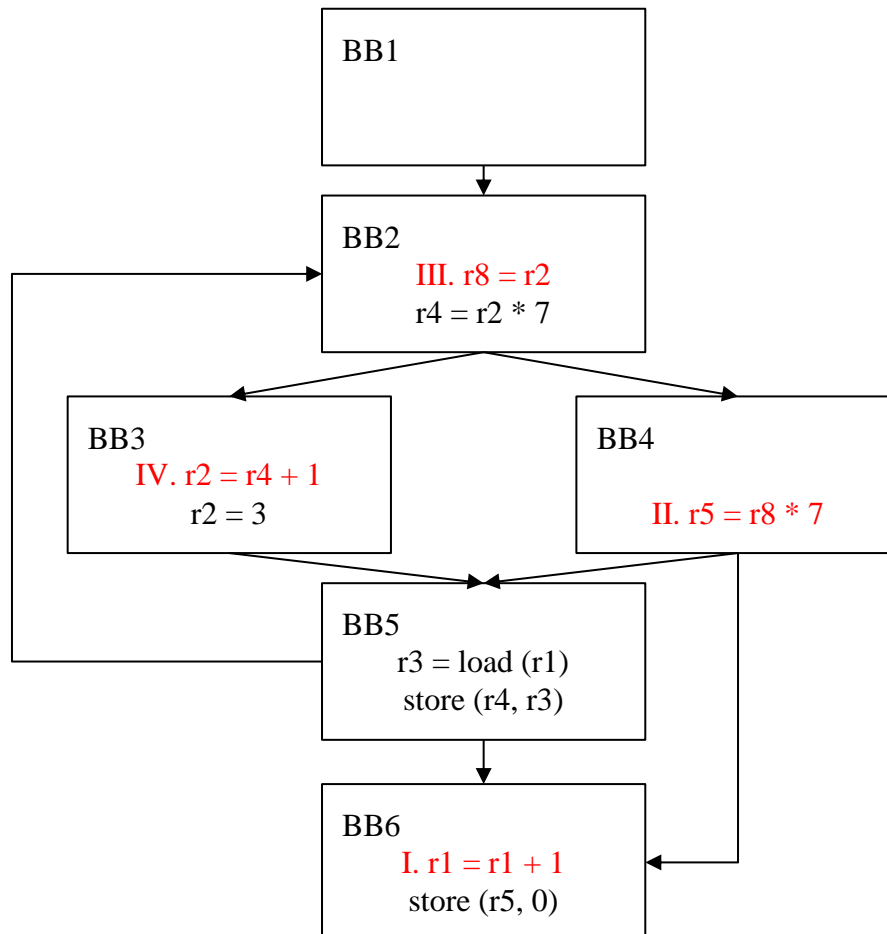 BB1
BB2
III. r8 = r2
r4 = r2 * 7
BB3
IV. r2 = r4 + 1
r2 = 3
BB4
II. r5 = r8 * 7
BB5
r3 = load (r1)
store (r4, r3)
BB6
I. r1 = r1 + 1
store (r5, 0)